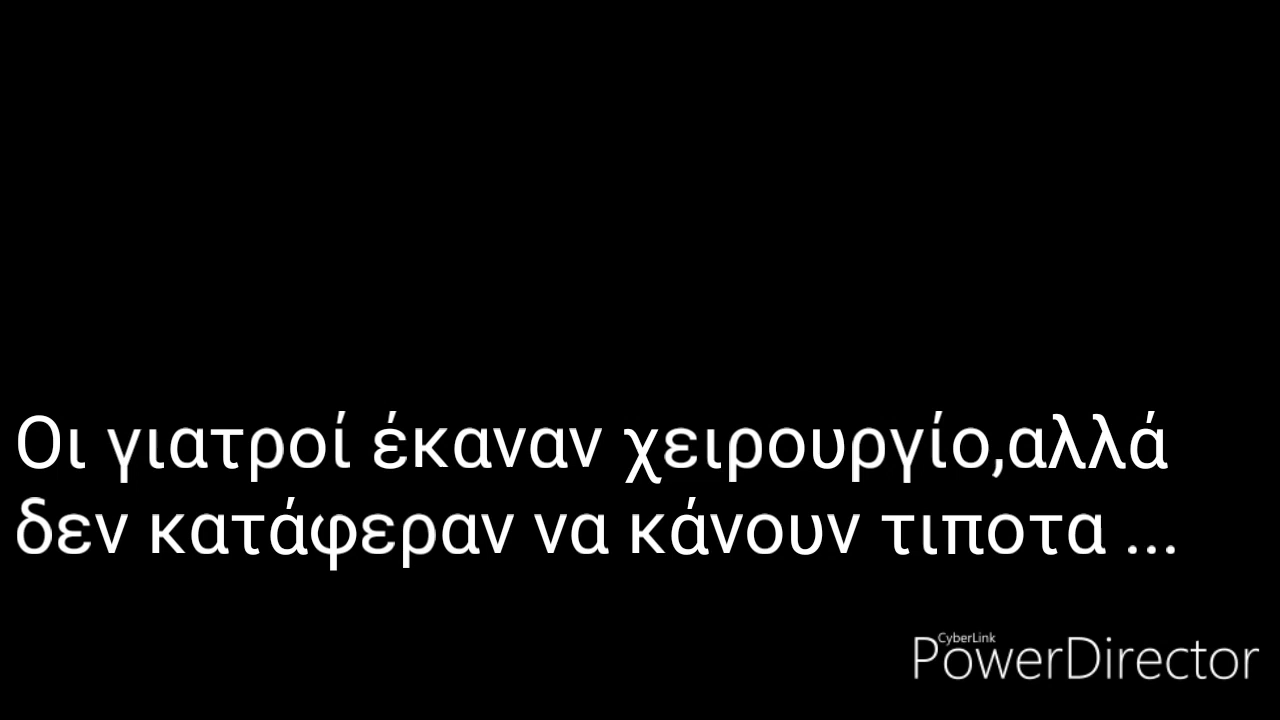 Οι γιατροί έκαναν χειρουργίο,αλλά
δεν κατάφεραν να κάνουν τιποτα ...
CyberLink
PowerDirector